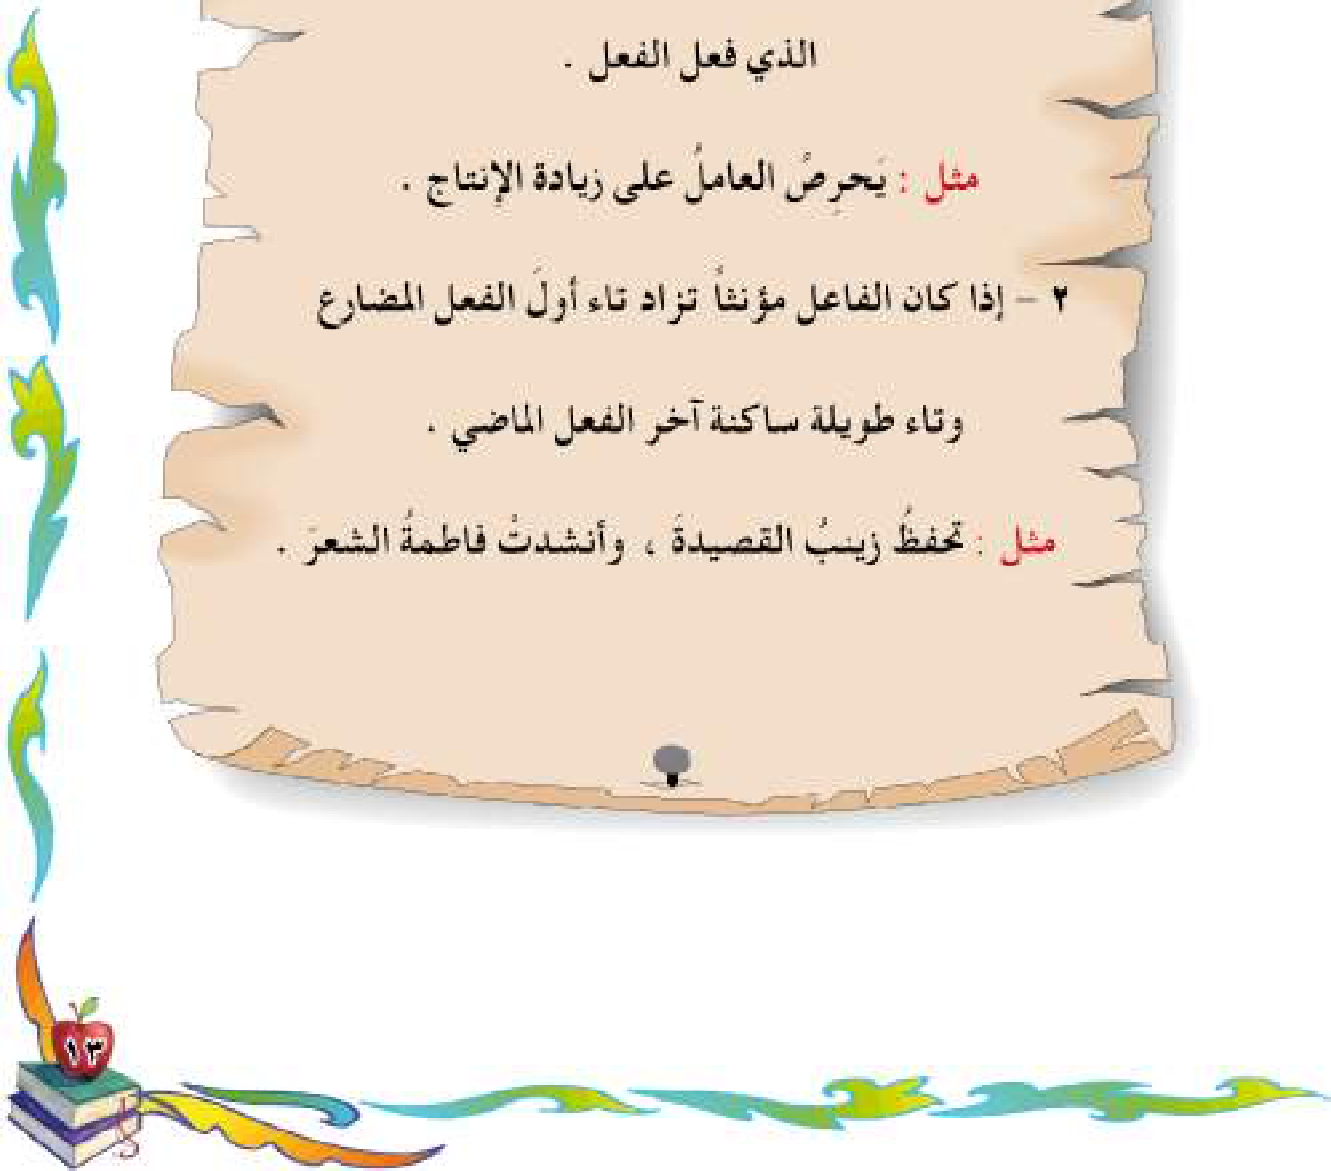 الذي فعل الفعل .
مثل : يَحرِصُ العاملُ على زيادة الإنتاج .
٢ – إذا كان الفاعل مؤنثاً تزاد تاء أولَ الفعل المضارع
وتاء طويلة ساكنة آخر الفعل الماضي .
مثل : تحفظُ زينبُ القصيدةَ ، وأنشدتْ فاطمةُ الشعرَ .
١٣